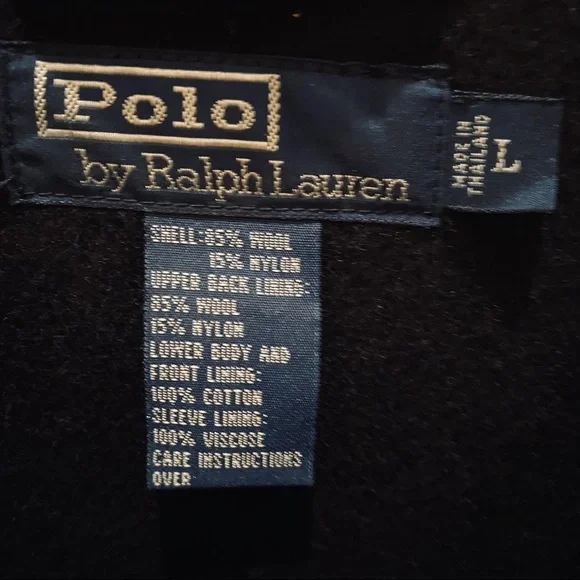 Polo
by Ralph Lauren
MADE IN
THAILAND
L
SHELL:85% WOOL
15% NYLON
UPPER BACK LINING:
85% WOOL
15% NYLON
LOWER BODY AND
FRONT LINING:
100% COTTON
SLEEVE LINING:
100% VISCOSE
CARE INSTRUCTIONS
OVER